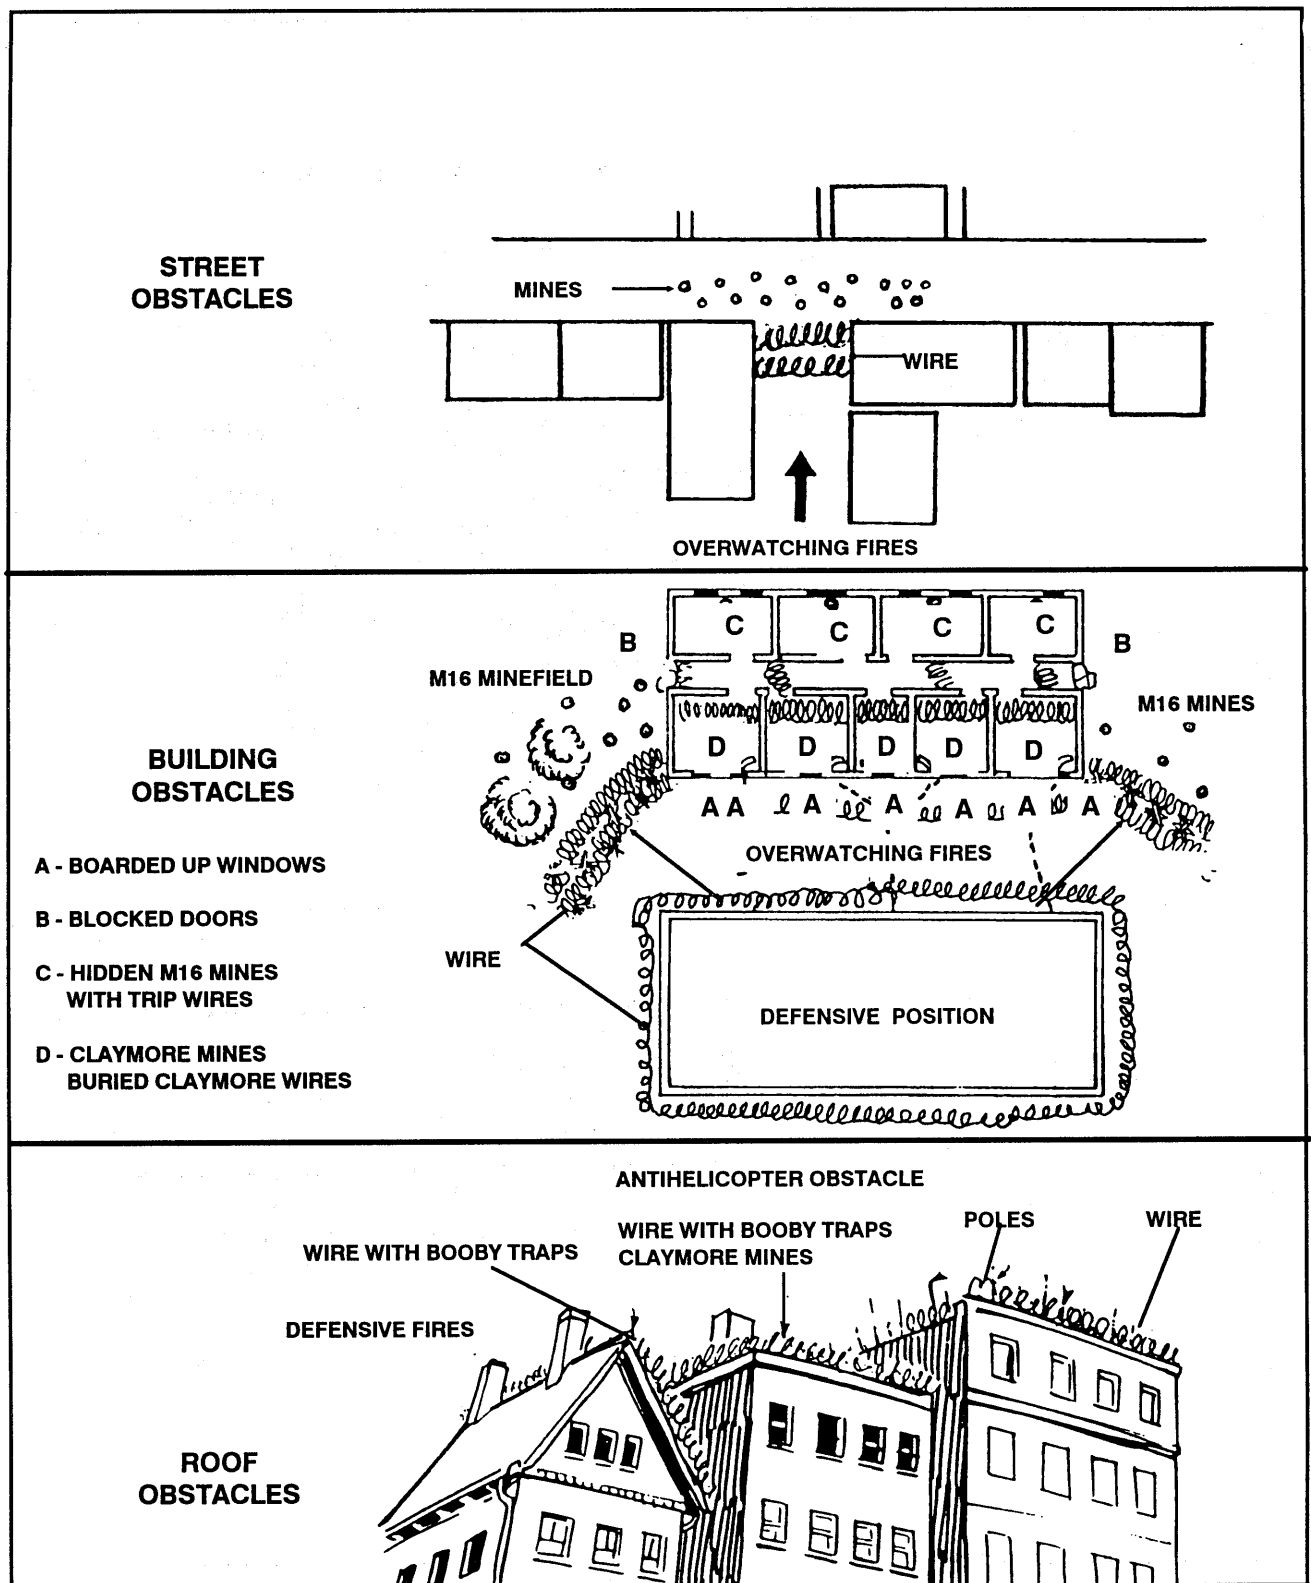 STREET
OBSTACLES
MINES
WIRE
OVERWATCHING FIRES
BUILDING
OBSTACLES
A - BOARDED UP WINDOWS
B - BLOCKED DOORS
C - HIDDEN M16 MINES
WITH TRIP WIRES
D - CLAYMORE MINES
BURIED CLAYMORE WIRES
C C C C
B B
M16 MINEFIELD
M16 MINES
D D D D D
A A A A A A A
OVERWATCHING FIRES
WIRE
DEFENSIVE POSITION
ANTIHELICOPTER OBSTACLE
WIRE WITH BOOBY TRAPS
CLAYMORE MINES
POLES
WIRE
WIRE WITH BOOBY TRAPS
DEFENSIVE FIRES
ROOF
OBSTACLES